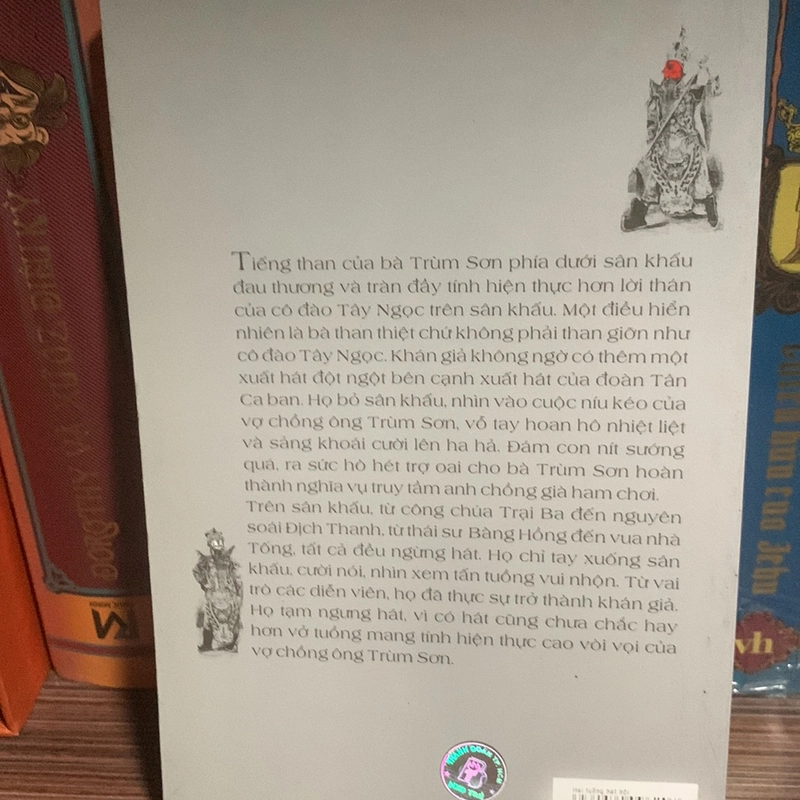 Tiếng than của bà Trùm Sơn phía dưới sân khấu
đau thương và tràn đầy tính hiện thực hơn lời thán
của cô đào Tây Ngọc trên sân khấu. Một điều hiển
nhiên là bà than thiệt chứ không phải than giỡn như
cô đào Tây Ngọc. Khán giả không ngờ có thêm một
xuất hát đột ngột bên cạnh xuất hát của đoàn Tân
Ca ban. Họ bỏ sân khấu, nhìn vào cuộc níu kéo của
vợ chồng ông Trùm Sơn, vỗ tay hoan hô nhiệt liệt
và sảng khoái cười lên ha hả. Đám con nít sướng
quá, ra sức hò hét trợ oai cho bà Trùm Sơn hoàn
thành nghĩa vụ truy tầm anh chồng già ham chơi.
Trên sân khấu, từ công chúa Trại Ba đến nguyên
soái Địch Thanh, từ thái sư Bàng Hồng đến vua nhà
Tống, tất cả đều ngừng hát. Họ chỉ tay xuống sân
khấu, cười nói, nhìn xem tấn tuồng vui nhộn. Từ vai
trò các diễn viên, họ đã thực sự trở thành khán giả.
Họ tạm ngưng hát, vì có hát cũng chưa chắc hay
hơn vở tuồng mang tính hiện thực cao vòi vọi của
vợ chồng ông Trùm Sơn.
THÀNH ĐOÀN TP. HCM
vh